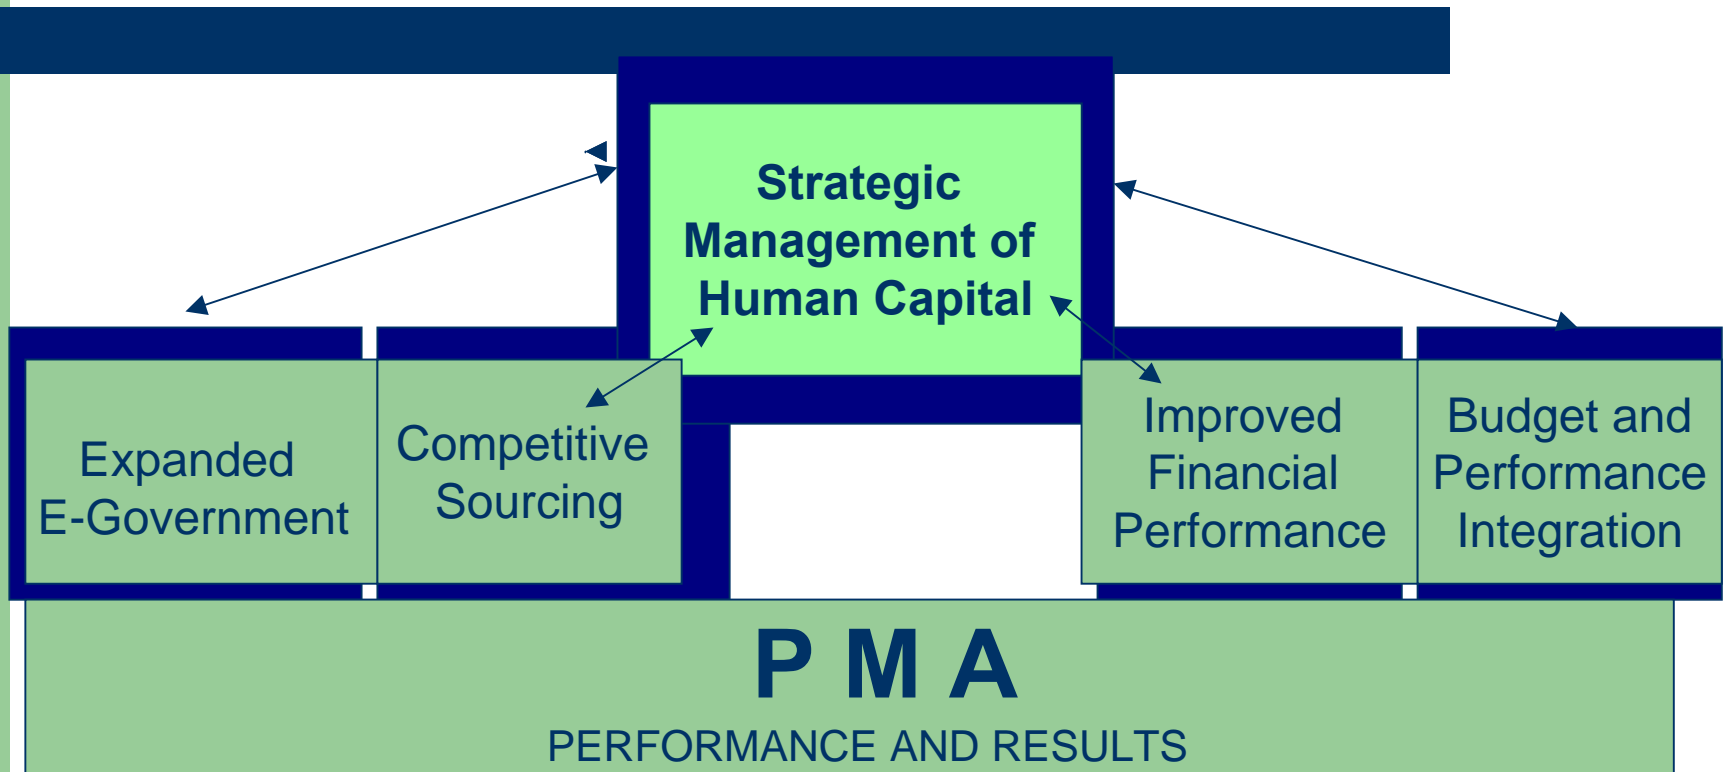 Strategic
Management of
Human Capital
Expanded
E-Government
Competitive
Sourcing
Improved
Financial
Performance
Budget and
Performance
Integration
P M A
PERFORMANCE AND RESULTS